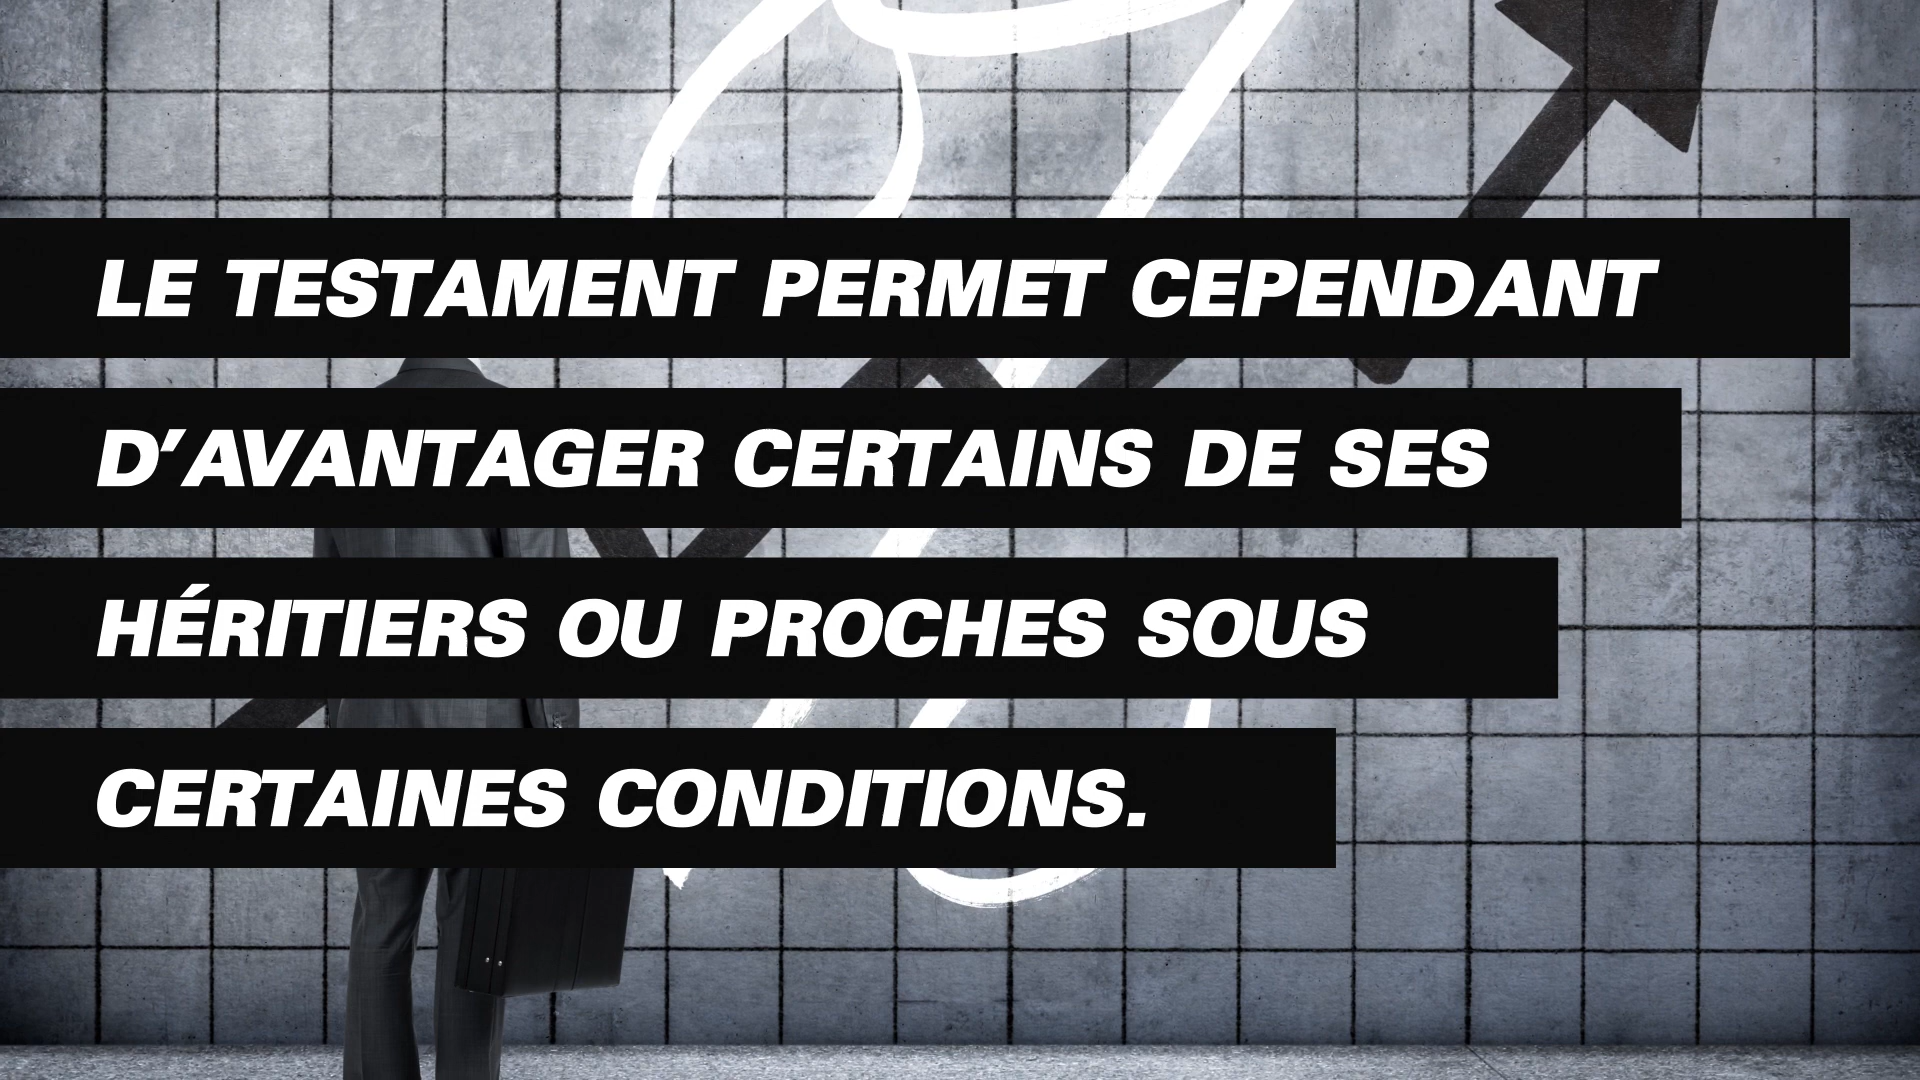 LE TESTAMENT PERMET CEPENDANT
D’AVANTAGER CERTAINS DE SES
HÉRITIERS OU PROCHES SOUS
CERTAINES CONDITIONS.